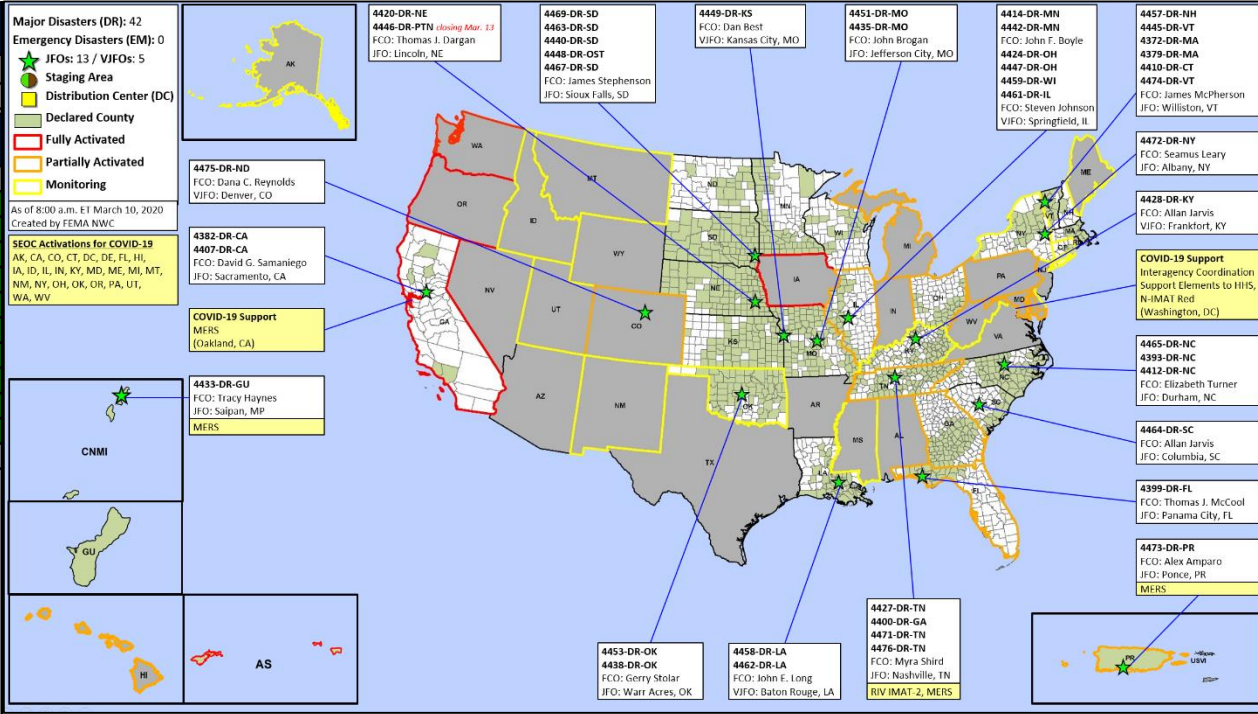 Major Disasters (DR): 42
Emergency Disasters (EM): 0
JFOs: 13 / VJFOs: 5
Staging Area
Distribution Center (DC)
Declared County
Fully Activated
Partially Activated
Monitoring
As of 8:00 a.m. ET March 10, 2020
Created by FEMA NWC
SEOC Activations for COVID-19
AK, CA, CO, CT, DC, DE, FL, HI,
IA, ID, IL, IN, KY, MD, ME, MI, MT,
NM, NY, OH, OK, OR, PA, UT,
WA, WV
AK
4420-DR-NE
4446-DR-PTN closing Mar. 13
FCO: Thomas J. Dargan
JFO: Lincoln, NE
4469-DR-SD
4463-DR-SD
4440-DR-SD
4448-DR-OST
4467-DR-SD
FCO: James Stephenson
JFO: Sioux Falls, SD
4449-DR-KS
FCO: Dan Best
VJFO: Kansas City, MO
4451-DR-MO
4435-DR-MO
FCO: John Brogan
JFO: Jefferson City, MO
4414-DR-MN
4442-DR-MN
FCO: John F. Boyle
4424-DR-OH
4447-DR-OH
4459-DR-WI
4461-DR-IL
FCO: Steven Johnson
VJFO: Springfield, IL
4457-DR-NH
4445-DR-VT
4372-DR-MA
4379-DR-MA
4410-DR-CT
4474-DR-VT
FCO: James McPherson
JFO: Williston, VT
4472-DR-NY
FCO: Seamus Leary
JFO: Albany, NY
4428-DR-KY
FCO: Allan Jarvis
VJFO: Frankfort, KY
COVID-19 Support
Interagency Coordination
Support Elements to HHS,
N-IMAT Red
(Washington, DC)
4475-DR-ND
FCO: Dana C. Reynolds
VJFO: Denver, CO
4382-DR-CA
4407-DR-CA
FCO: David G. Samaniego
JFO: Sacramento, CA
COVID-19 Support
MERS
(Oakland, CA)
4433-DR-GU
FCO: Tracy Haynes
JFO: Saipan, MP
MERS
CNMI
GU
HI
AS
WA
OR
ID
MT
WY
NV
UT
CO
CA
AZ
NM
TX
ND
SD
NE
KS
OK
MN
IA
MO
AR
LA
WI
IL
MI
IN
OH
KY
TN
MS
AL
GA
FL
SC
NC
VA
WV
MD
PA
NJ
NY
CT
RI
MA
VT
NH
ME
4465-DR-NC
4393-DR-NC
4412-DR-NC
FCO: Elizabeth Turner
JFO: Durham, NC
4464-DR-SC
FCO: Allan Jarvis
JFO: Columbia, SC
4399-DR-FL
FCO: Thomas J. McCool
JFO: Panama City, FL
4473-DR-PR
FCO: Alex Amparo
JFO: Ponce, PR
MERS
4453-DR-OK
4438-DR-OK
FCO: Gerry Stolar
JFO: Warr Acres, OK
4458-DR-LA
4462-DR-LA
FCO: John E. Long
VJFO: Baton Rouge, LA
4427-DR-TN
4400-DR-GA
4471-DR-TN
4476-DR-TN
FCO: Myra Shird
JFO: Nashville, TN
RIV IMAT-2, MERS
PR
USVI